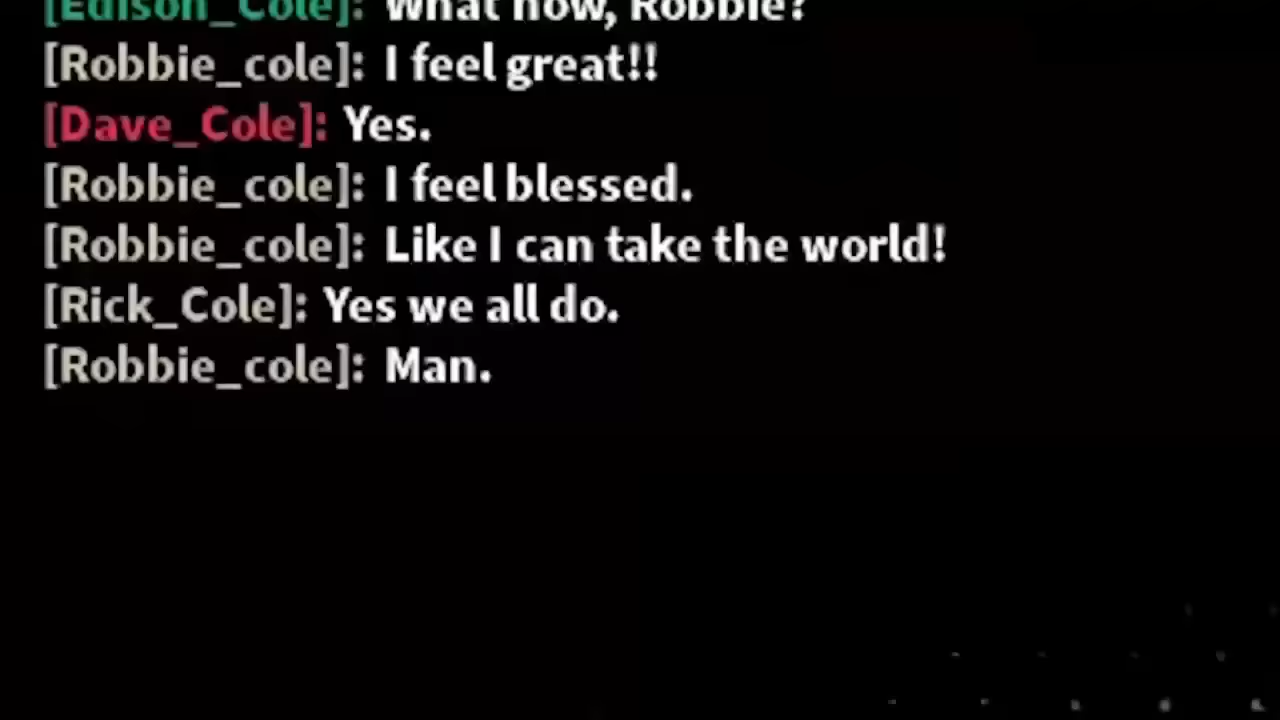 [Edison_Cole]: What now, Robbie?
[Robbie_cole]: I feel great!!
[Dave_Cole]: Yes.
[Robbie_cole]: I feel blessed.
[Robbie_cole]: Like I can take the world!
[Rick_Cole]: Yes we all do.
[Robbie_cole]: Man.